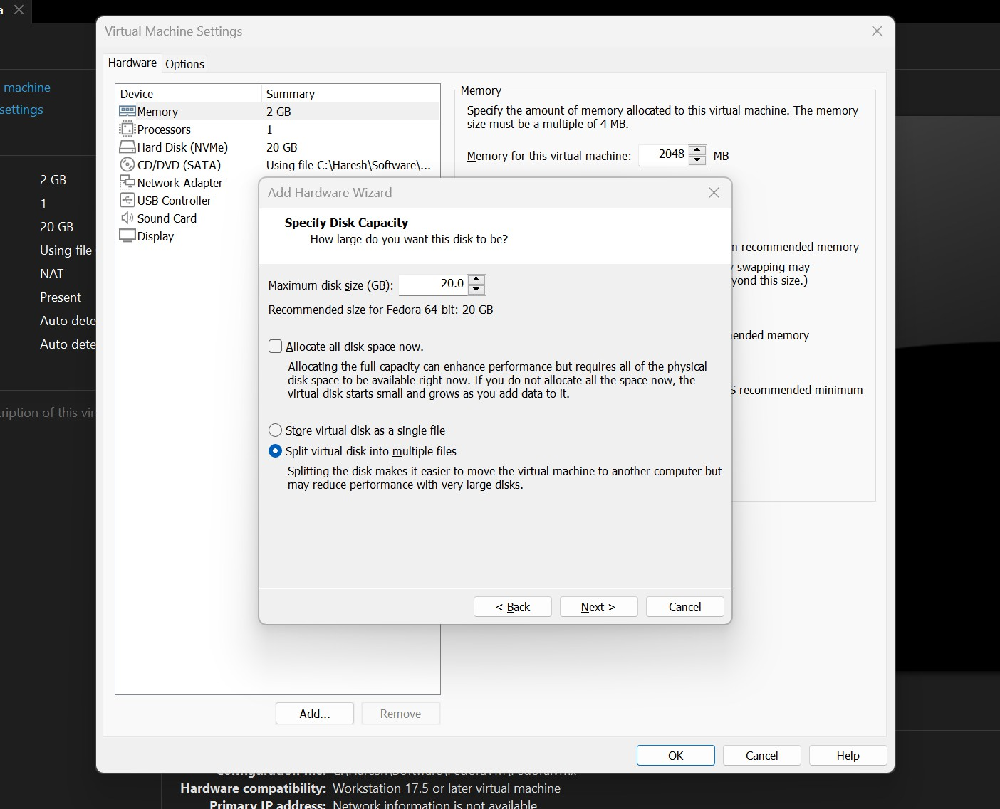 a
Virtual Machine Settings
Hardware Options
machine
settings
Device Summary
Memory 2 GB
Processors 1
Hard Disk (NVMe) 20 GB
CD/DVD (SATA) Using file C:\Haresh\Software\...
Network Adapter
USB Controller
Sound Card
Display
Memory
Specify the amount of memory allocated to this virtual machine. The memory
size must be a multiple of 4 MB.
Memory for this virtual machine: 2048 MB
2 GB
1
20 GB
Using file
NAT
Present
Auto dete
Auto dete
cription of this vir
Add Hardware Wizard
Specify Disk Capacity
How large do you want this disk to be?
Maximum disk size (GB): 20.0
Recommended size for Fedora 64-bit: 20 GB
Allocate all disk space now.
Allocating the full capacity can enhance performance but requires all of the physical
disk space to be available right now. If you do not allocate all the space now, the
virtual disk starts small and grows as you add data to it.
Store virtual disk as a single file
Split virtual disk into multiple files
Splitting the disk makes it easier to move the virtual machine to another computer but
may reduce performance with very large disks.
< Back Next > Cancel
recommended memory
swapping may
yond this size.)
ended memory
S recommended minimum
Add... Remove
OK Cancel Help
Configuration file: C:\Haresh\Software\FedoraVM\Fedora.vmx
Hardware compatibility: Workstation 17.5 or later virtual machine
Primary IP address: Network information is not available